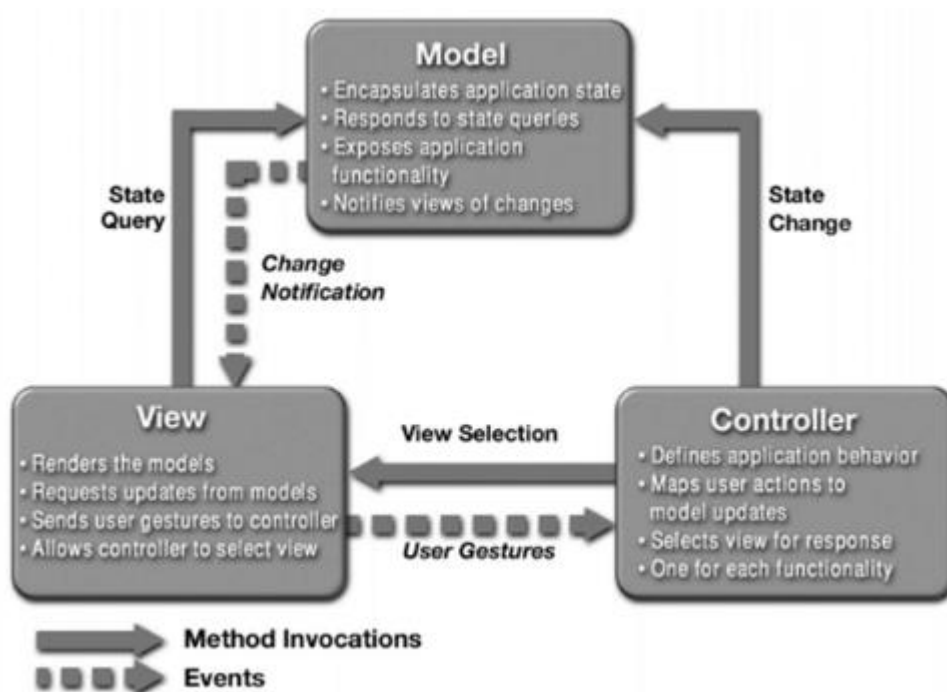 Model
• Encapsulates application state
• Responds to state queries
• Exposes application
functionality
• Notifies views of changes
State
Query
State
Change
Change
Notification
View
• Renders the models
• Requests updates from models
• Sends user gestures to controller
• Allows controller to select view
View Selection
User Gestures
Controller
• Defines application behavior
• Maps user actions to
model updates
• Selects view for response
• One for each functionality
Method Invocations
Events